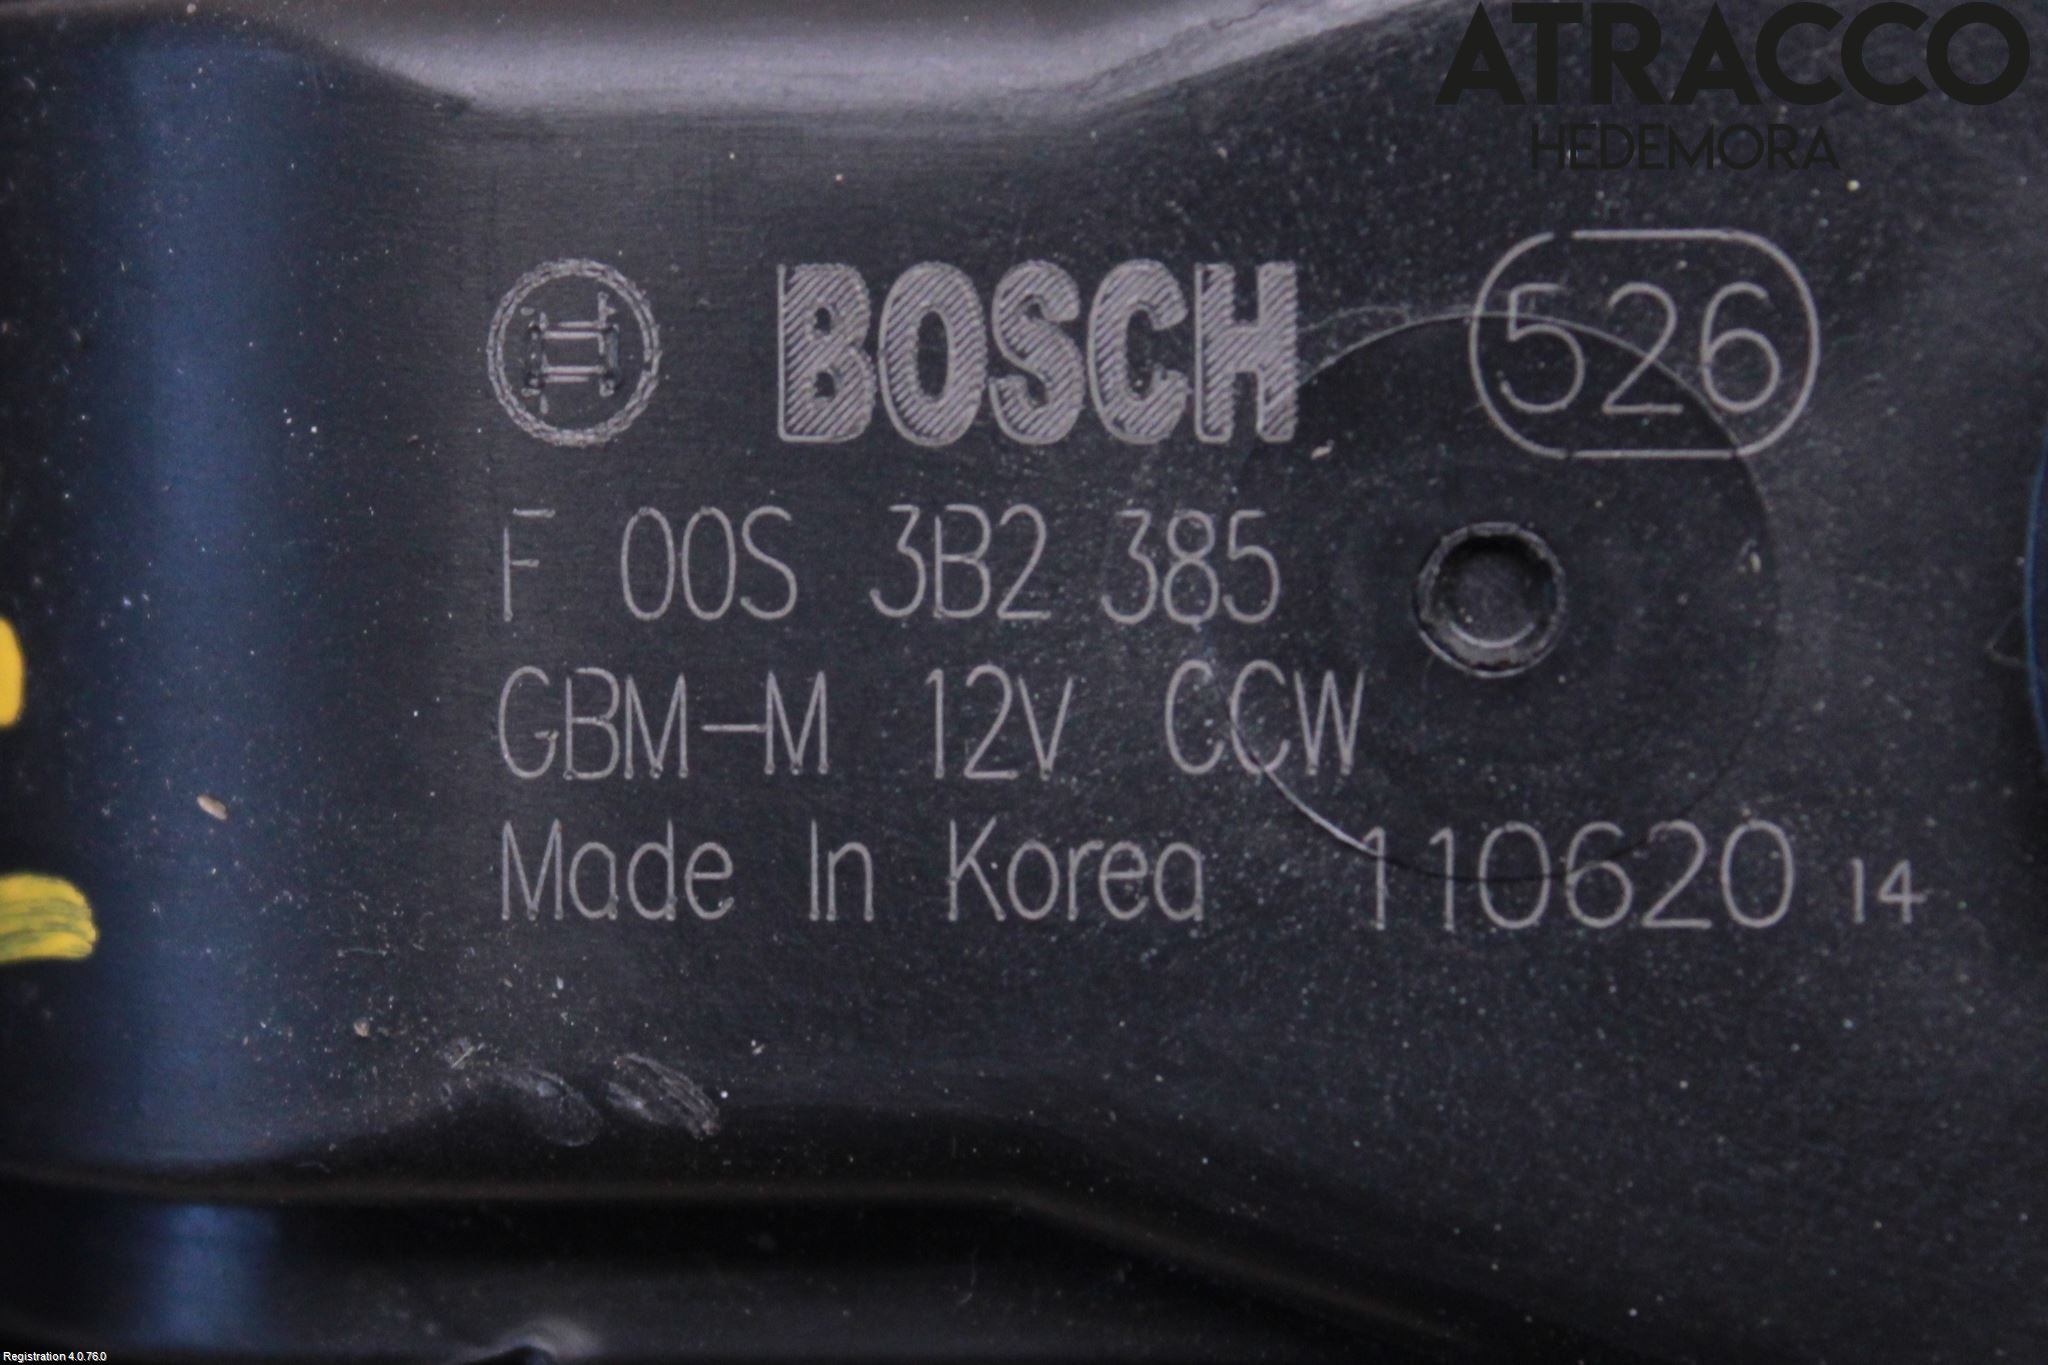 ATRACCO
HEDEMORA
BOSCH
526
F 00S 3B2 385
GBM-M 12V CCW
Made In Korea 110620 14
Registration 4.0.76.0